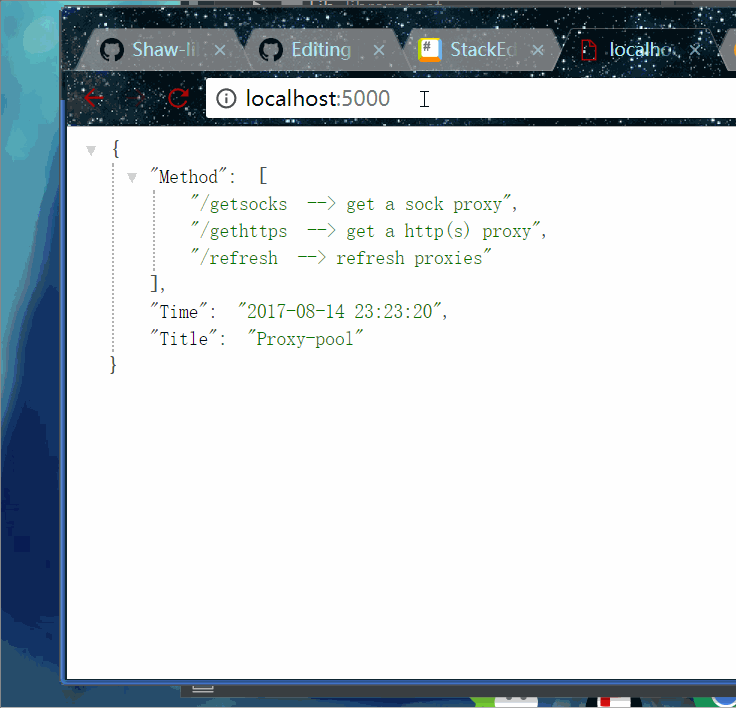 Shaw-li
Editing
StackEd
localho
localhost:5000
{
"Method": [
"/getsocks --> get a sock proxy",
"/gethttps --> get a http(s) proxy",
"/refresh --> refresh proxies"
],
"Time": "2017-08-14 23:23:20",
"Title": "Proxy-pool"
}